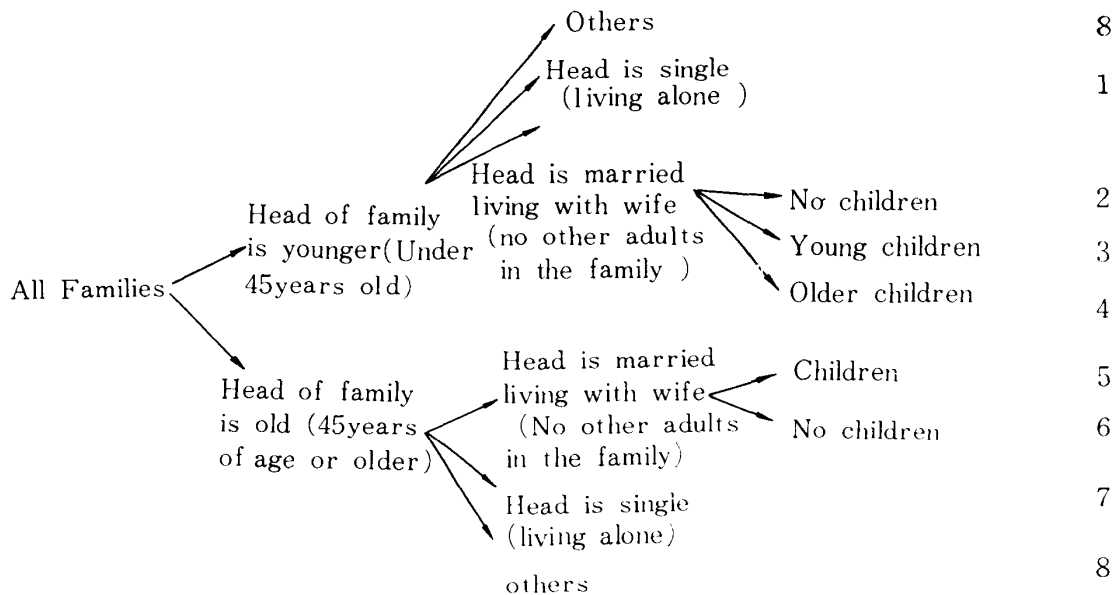 Others 8
Head is single 1
(living alone )
Head is married
living with wife
(no other adults
in the family )
No children 2
Young children 3
Older children 4
Head of family
is younger(Under
45years old)
All Families
Head of family
is old (45years
of age or older)
Head is married
living with wife
(No other adults
in the family)
Children 5
No children 6
Head is single 7
(living alone)
others 8